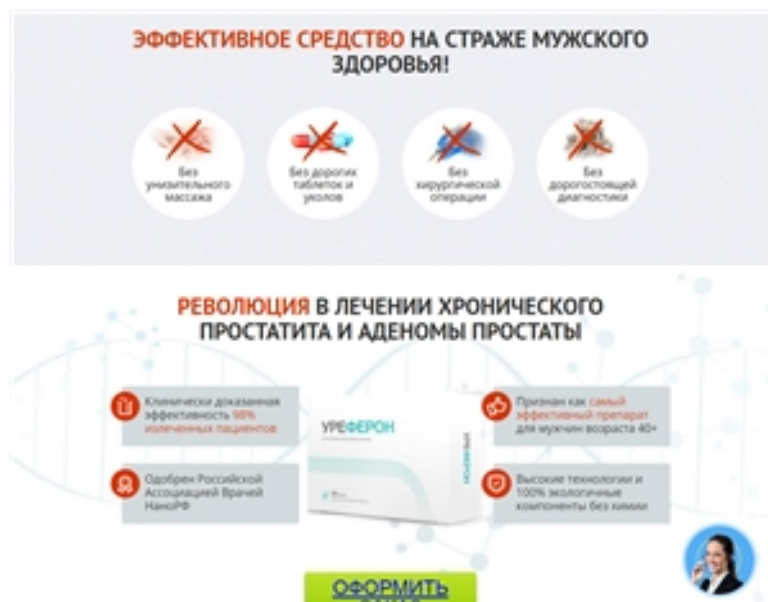 ЭФФЕКТИВНОЕ СРЕДСТВО НА СТРАЖЕ МУЖСКОГО
ЗДОРОВЬЯ!
Без
унизительного
массажа
Без дорогих
таблеток и
уколов
Без
хирургической
операции
Без
дорогостоящей
диагностики
РЕВОЛЮЦИЯ В ЛЕЧЕНИИ ХРОНИЧЕСКОГО
ПРОСТАТИТА И АДЕНОМЫ ПРОСТАТЫ
Клинически доказанная
эффективность 98%
излеченных пациентов
Одобрен Российской
Ассоциацией Врачей
НаноРФ
УРЕФЕРОН
УРЕФЕРОН
Признан как самый
эффективный препарат
для мужчин возраста 40+
Высокие технологии и
100% экологичные
компоненты без химии
ОФОРМИТЬ